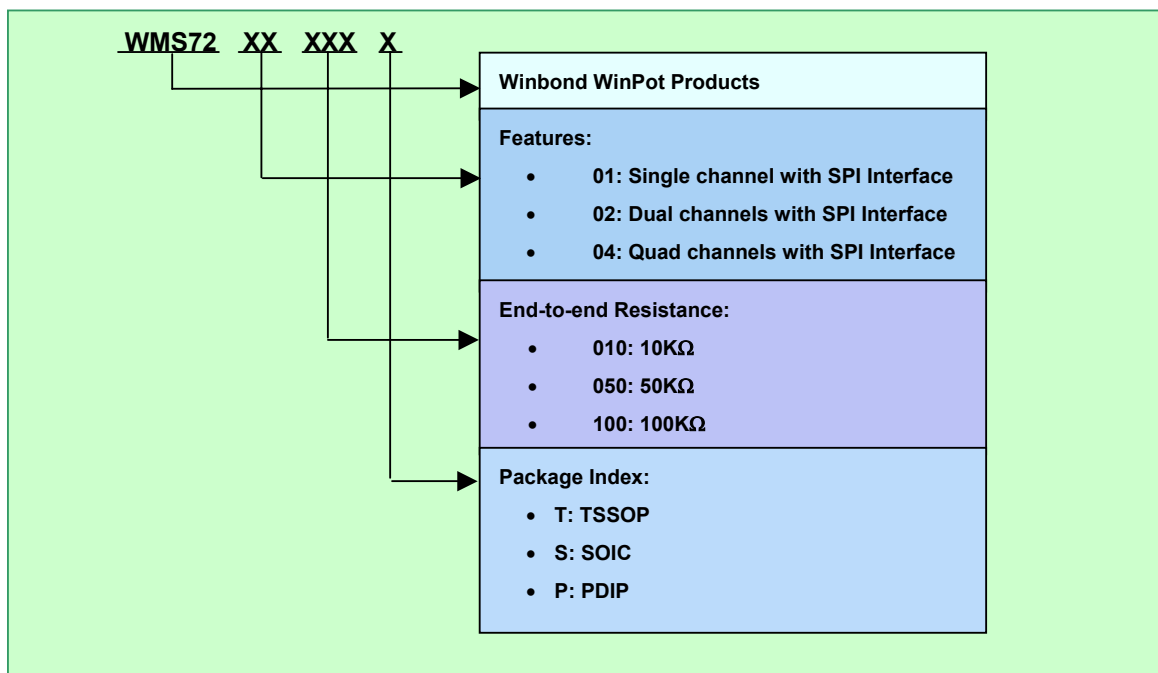 WMS72 XX XXX X
Winbond WinPot Products
Features:
• 01: Single channel with SPI Interface
• 02: Dual channels with SPI Interface
• 04: Quad channels with SPI Interface
End-to-end Resistance:
• 010: 10KΩ
• 050: 50KΩ
• 100: 100KΩ
Package Index:
• T: TSSOP
• S: SOIC
• P: PDIP